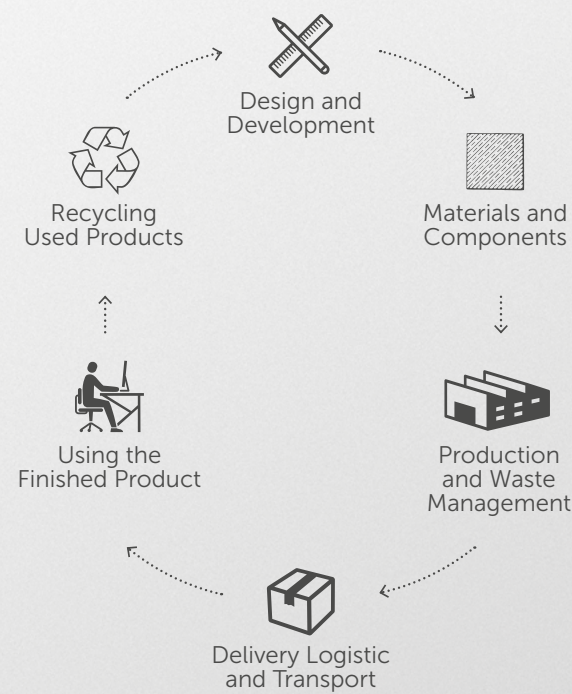 Design and
Development
Materials and
Components
Production
and Waste
Management
Delivery Logistic
and Transport
Using the
Finished Product
Recycling
Used Products